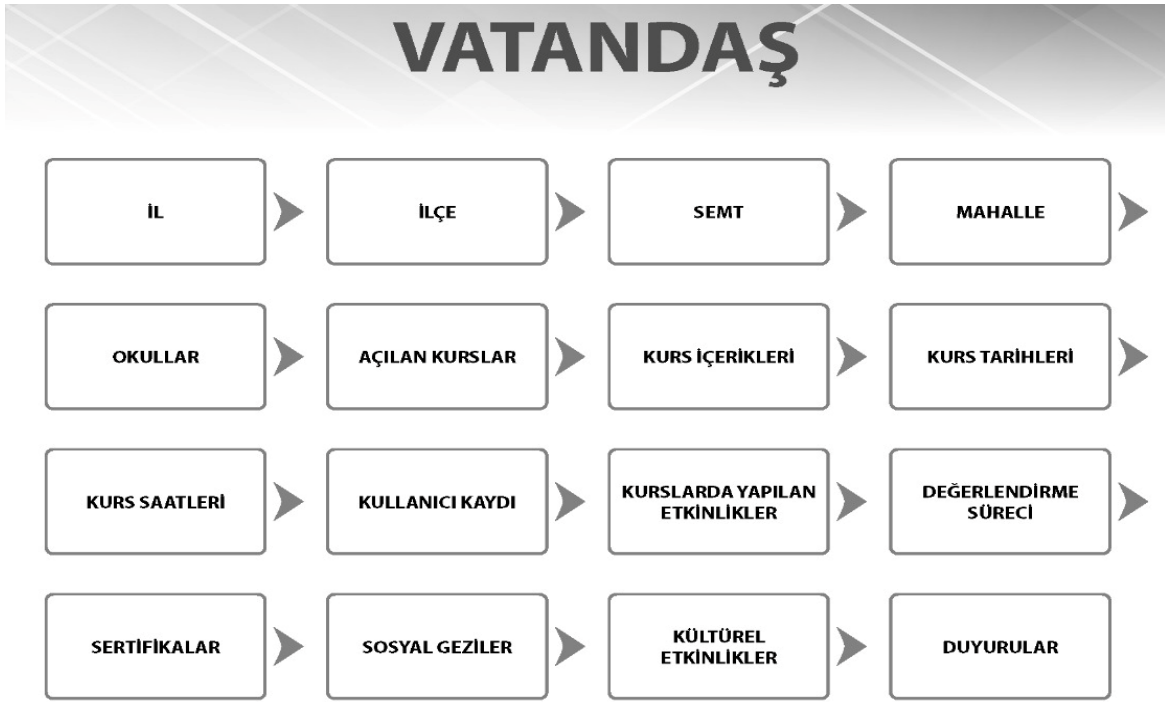 VATANDAŞ
İL
İLÇE
SEMT
MAHALLE
OKULLAR
AÇILAN KURSLAR
KURS İÇERİKLERİ
KURS TARİHLERİ
KURS SAATLERİ
KULLANICI KAYDI
KURSLARDA YAPILAN
ETKİNLİKLER
DEĞERLENDİRME
SÜRECİ
SERTİFİKALAR
SOSYAL GEZİLER
KÜLTÜREL
ETKİNLİKLER
DUYURULAR